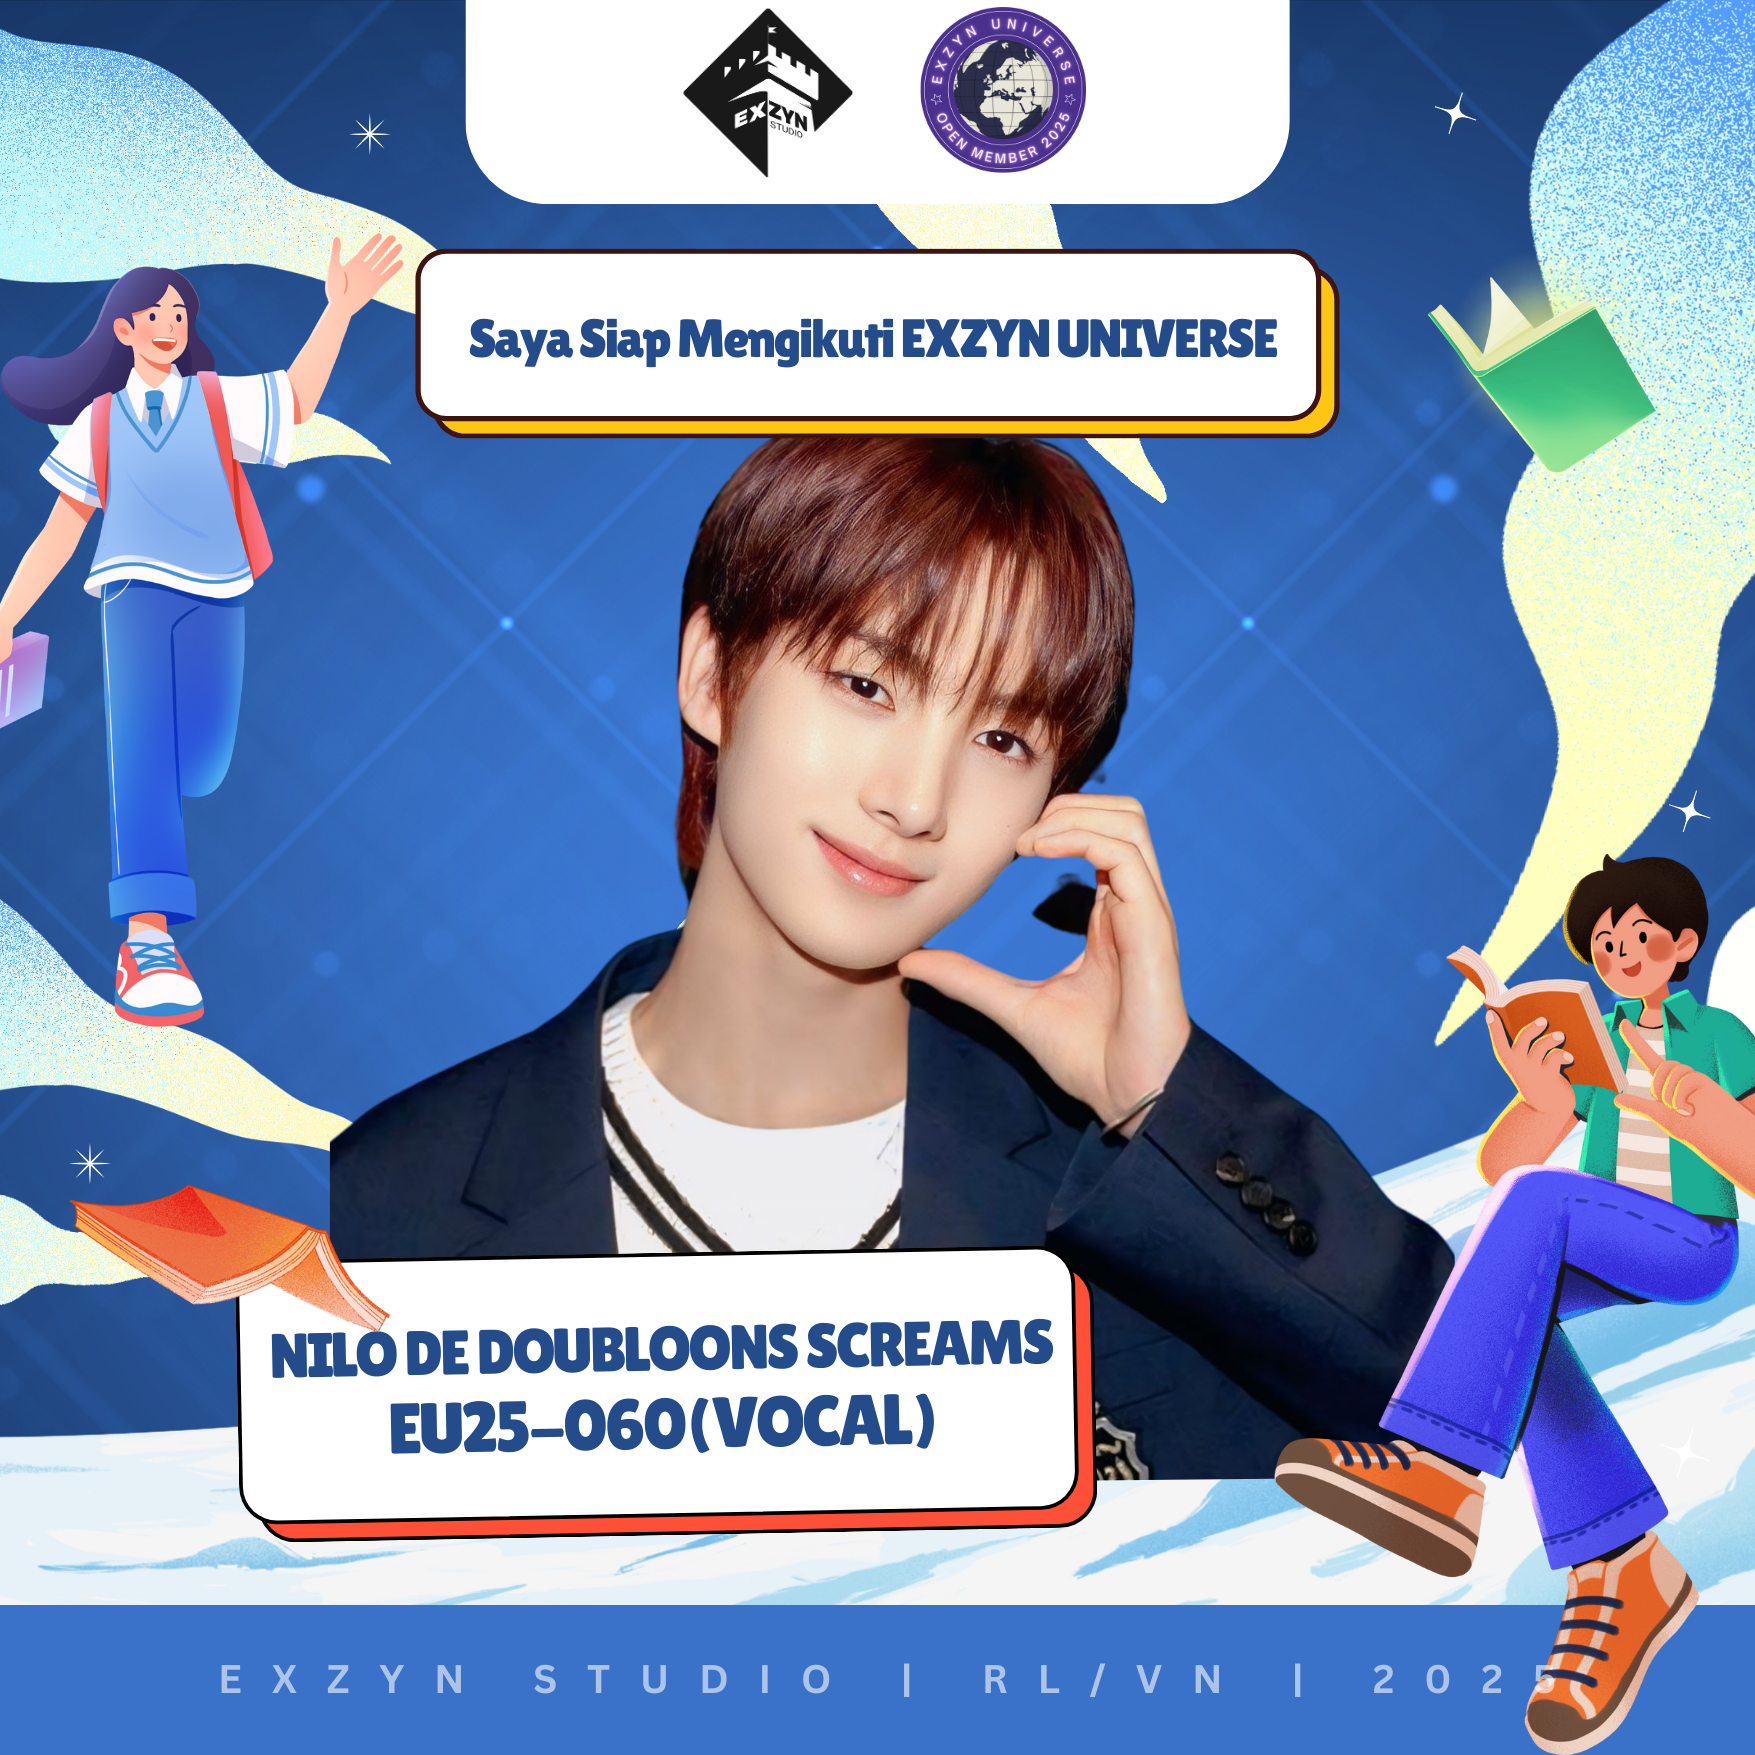 EXZYN
STUDIO
EXZYN UNIVERSE
OPEN MEMBER 2025
Saya Siap Mengikuti EXZYN UNIVERSE
NILO DE DOUBLOONS SCREAMS
EU25-060(VOCAL)
EXZYN STUDIO | RL/VN | 2025